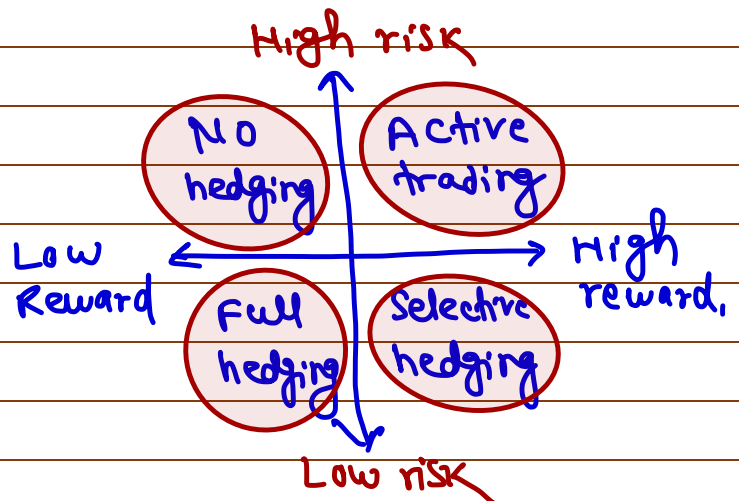 High risk
No
hedging
Active
trading
Low
Reward
High
reward,
Full
hedging
Selective
hedging
Low risk